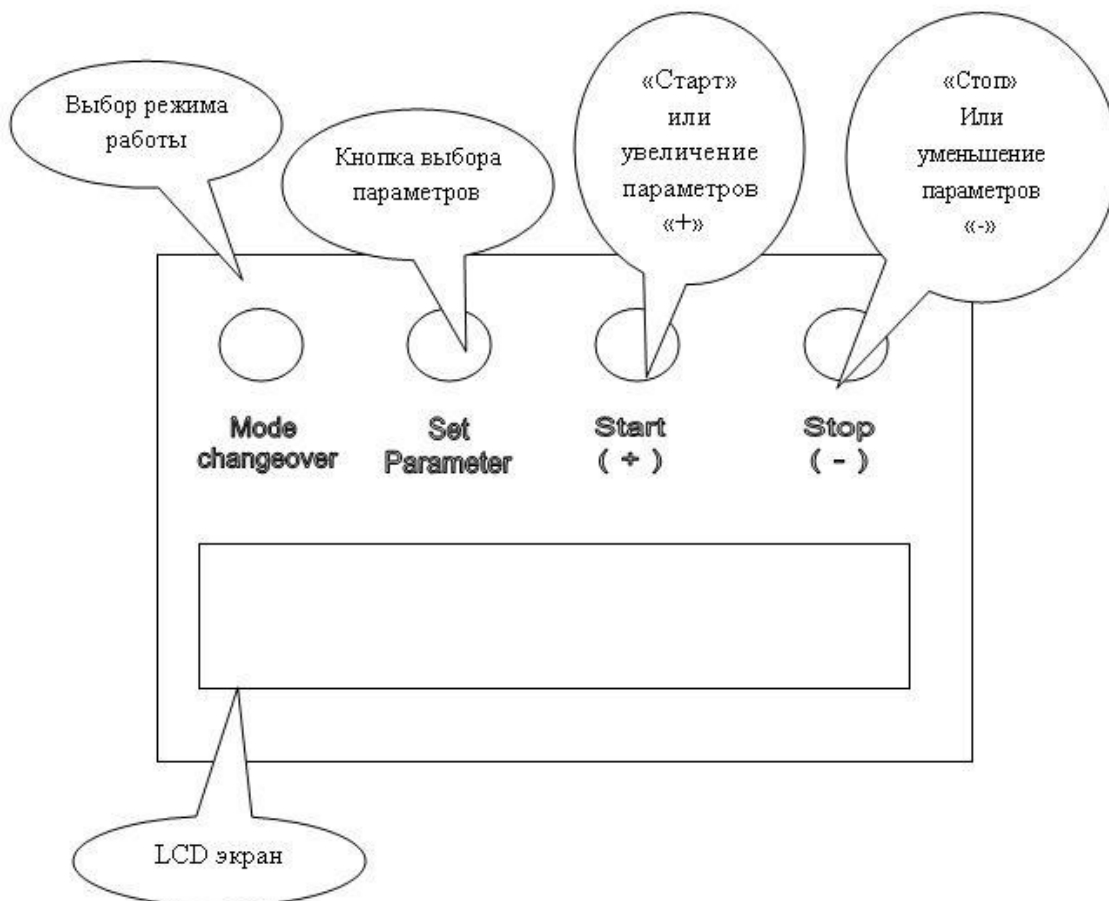 Выбор режима
работы
Кнопка выбора
параметров
«Старт»
или
увеличение
параметров
«+»
«Стоп»
Или
уменьшение
параметров
«-»
Mode
changeover
Set
Parameter
Start
( + )
Stop
( - )
LCD экран